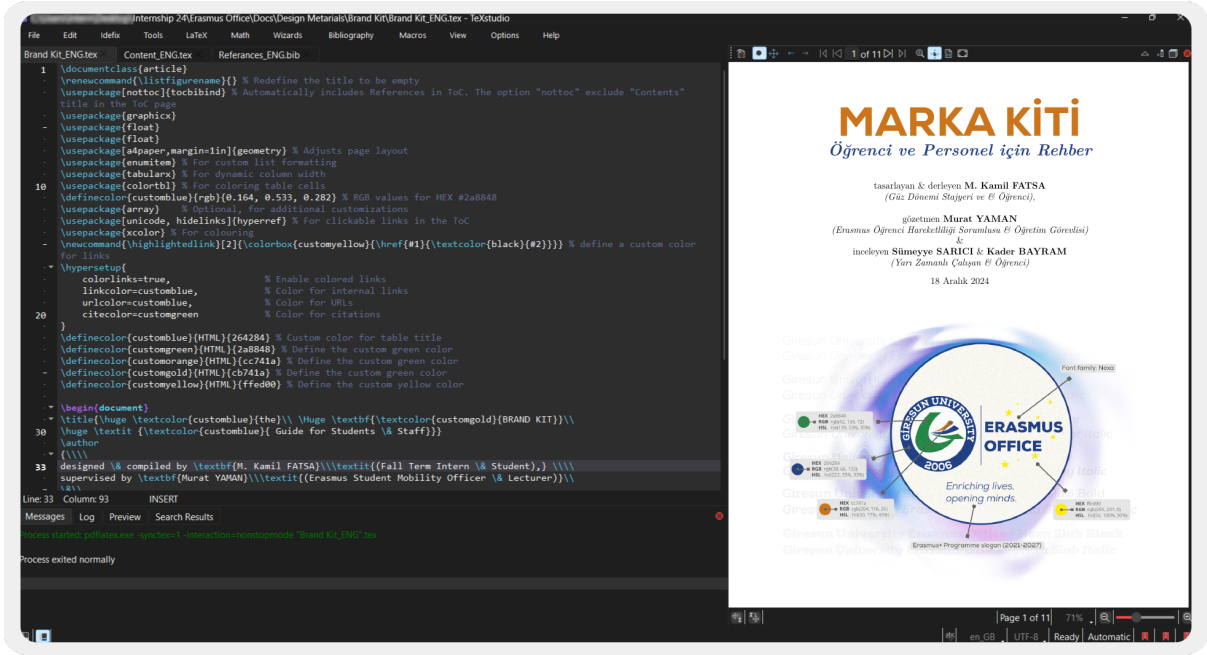 Internship 24\Erasmus Office\Docs\Design Metarials\Brand Kit\Brand Kit_ENG.tex - TeXstudio
File Edit Idefix Tools LaTeX Math Wizards Bibliography Macros View Options Help
Brand Kit_ENG.tex Content_ENG.tex Referances_ENG.bib
1 of 11
1 \documentclass{article}
\renewcommand{\listfigurename}{} % Redefine the title to be empty
\usepackage[nottoc]{tocbibind} % Automatically includes References in ToC. The option "nottoc" exclude "Contents"
title in the ToC page
\usepackage{graphicx}
\usepackage{float}
\usepackage{float}
\usepackage[a4paper,margin=1in]{geometry} % Adjusts page layout
\usepackage{enumitem} % For custom list formatting
\usepackage{tabularx} % For dynamic column width
10 \usepackage{colortbl} % For coloring table cells
\definecolor{customblue}{rgb}{0.164, 0.533, 0.282} % RGB values for HEX #2a8848
\usepackage{array} % Optional, for additional customizations
\usepackage[unicode, hidelinks]{hyperref} % For clickable links in the ToC
\usepackage{xcolor} % For colouring
\newcommand{\highlightedlink}[2]{\colorbox{customyellow}{\href{#1}{\textcolor{black}{#2}}}} % define a custom color
for links
\hypersetup{
colorlinks=true, % Enable colored links
linkcolor=customblue, % Color for internal links
urlcolor=customblue, % Color for URLs
20 citecolor=customgreen % Color for citations
}
\definecolor{customblue}{HTML}{264284} % Custom color for table title
\definecolor{customgreen}{HTML}{2a8848} % Define the custom green color
\definecolor{customorange}{HTML}{cc741a} % Define the custom green color
\definecolor{customgold}{HTML}{cb741a} % Define the custom green color
\definecolor{customyellow}{HTML}{ffed00} % Define the custom yellow color
\begin{document}
\title{\huge \textcolor{customblue}{the}\\ \Huge \textbf{\textcolor{customgold}{BRAND KIT}}\\
30 \huge \textit {\textcolor{customblue}{ Guide for Students \& Staff}}}
\author
{\\\\
33 designed \& compiled by \textbf{M. Kamil FATSA}\\\textit{(Fall Term Intern \& Student),} \\\\
supervised by \textbf{Murat YAMAN}\\\textit{(Erasmus Student Mobility Officer \& Lecturer)}\\
\&\\
Line: 33 Column: 93 INSERT
Messages Log Preview Search Results
Process started: pdflatex.exe -synctex=1 -interaction=nonstopmode "Brand Kit_ENG".tex
Process exited normally
MARKA KİTİ
Öğrenci ve Personel için Rehber
tasarlayan & derleyen M. Kamil FATSA
(Güz Dönemi Stajyeri ve & Öğrenci),
gözetmen Murat YAMAN
(Erasmus Öğrenci Hareketliliği Sorumlusu & Öğretim Görevlisi)
&
inceleyen Sümeyye SARICI & Kader BAYRAM
(Yarı Zamanlı Çalışan & Öğrenci)
18 Aralık 2024
Font family: Nexa
HEX 2a8848
GİRESUN UNIVERSITY
2006
ERASMUS
OFFICE
HEX 264284
Enriching lives,
opening minds.
HEX cc741a
HEX ffed00
Erasmus+ Programme slogan (2021-2027)
Page 1 of 11 71%
en_GB UTF-8 Ready Automatic